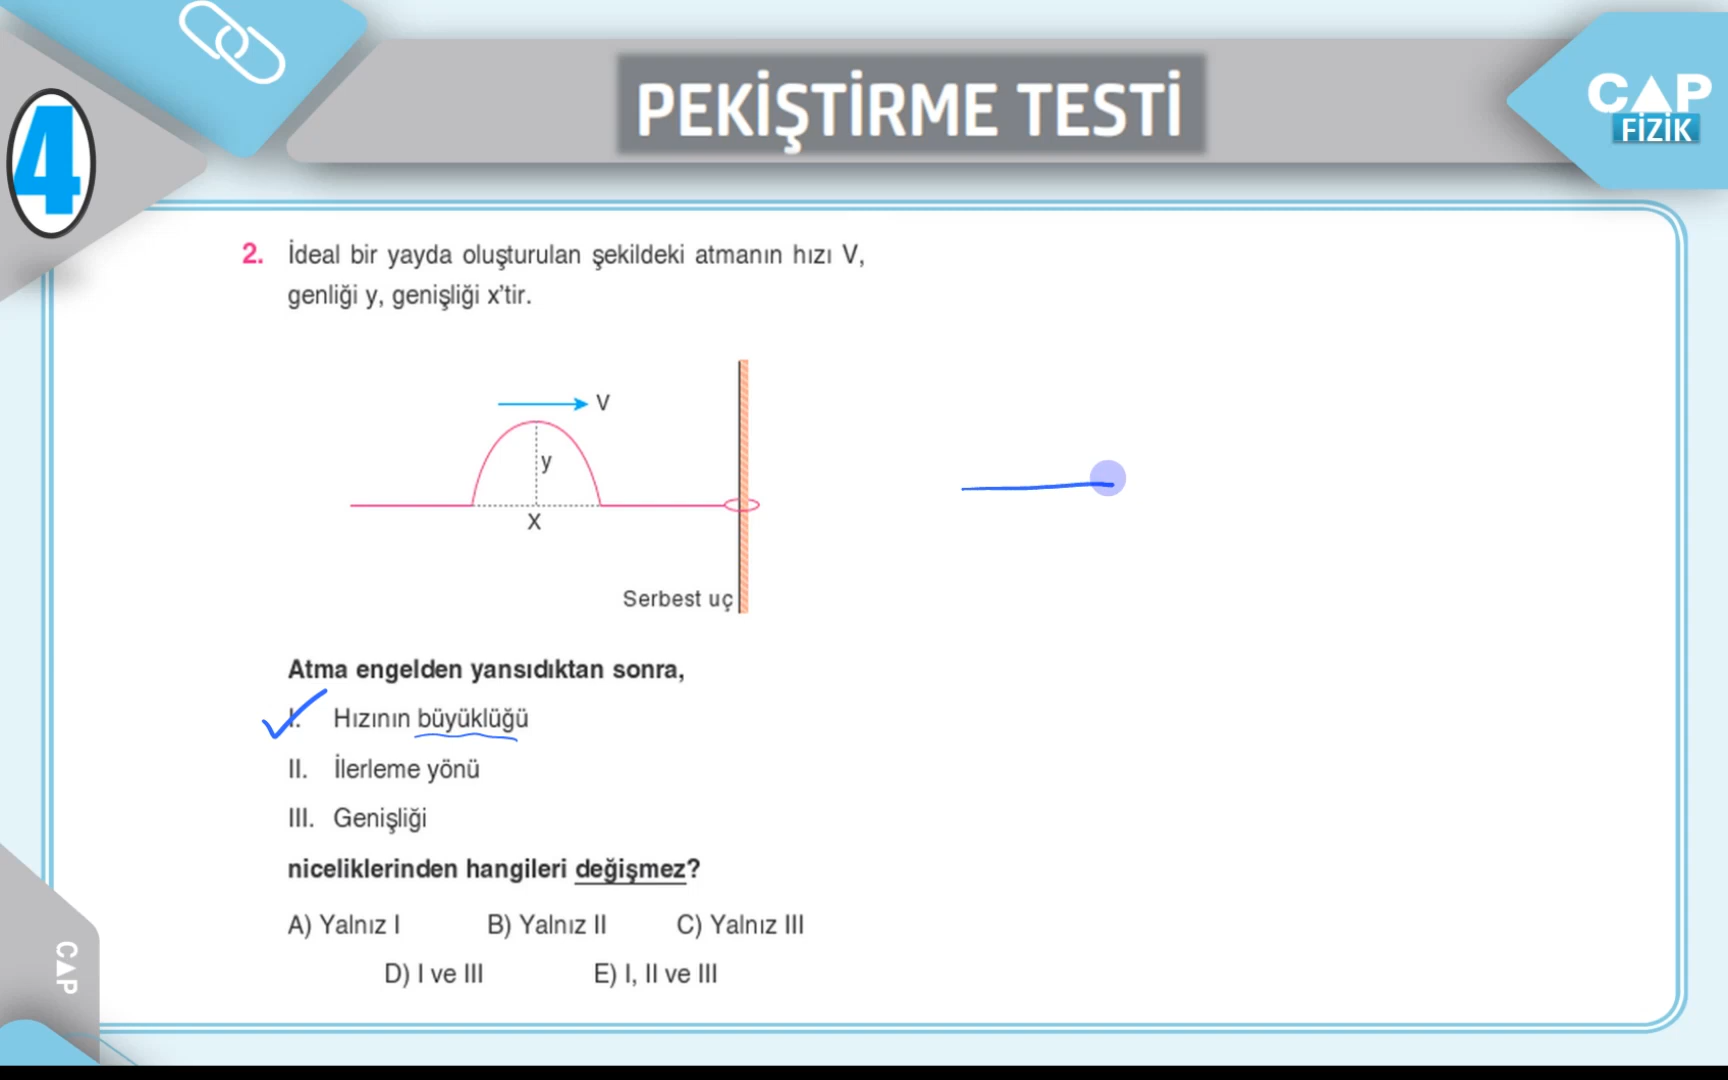 4
PEKİŞTİRME TESTİ
CAP
FİZİK
2. İdeal bir yayda oluşturulan şekildeki atmanın hızı V,
genliği y, genişliği x'tir.
V
y
X
Serbest uç
Atma engelden yansıdıktan sonra,
I. Hızının büyüklüğü
II. İlerleme yönü
III. Genişliği
niceliklerinden hangileri değişmez?
A) Yalnız I B) Yalnız II C) Yalnız III
D) I ve III E) I, II ve III
CAP